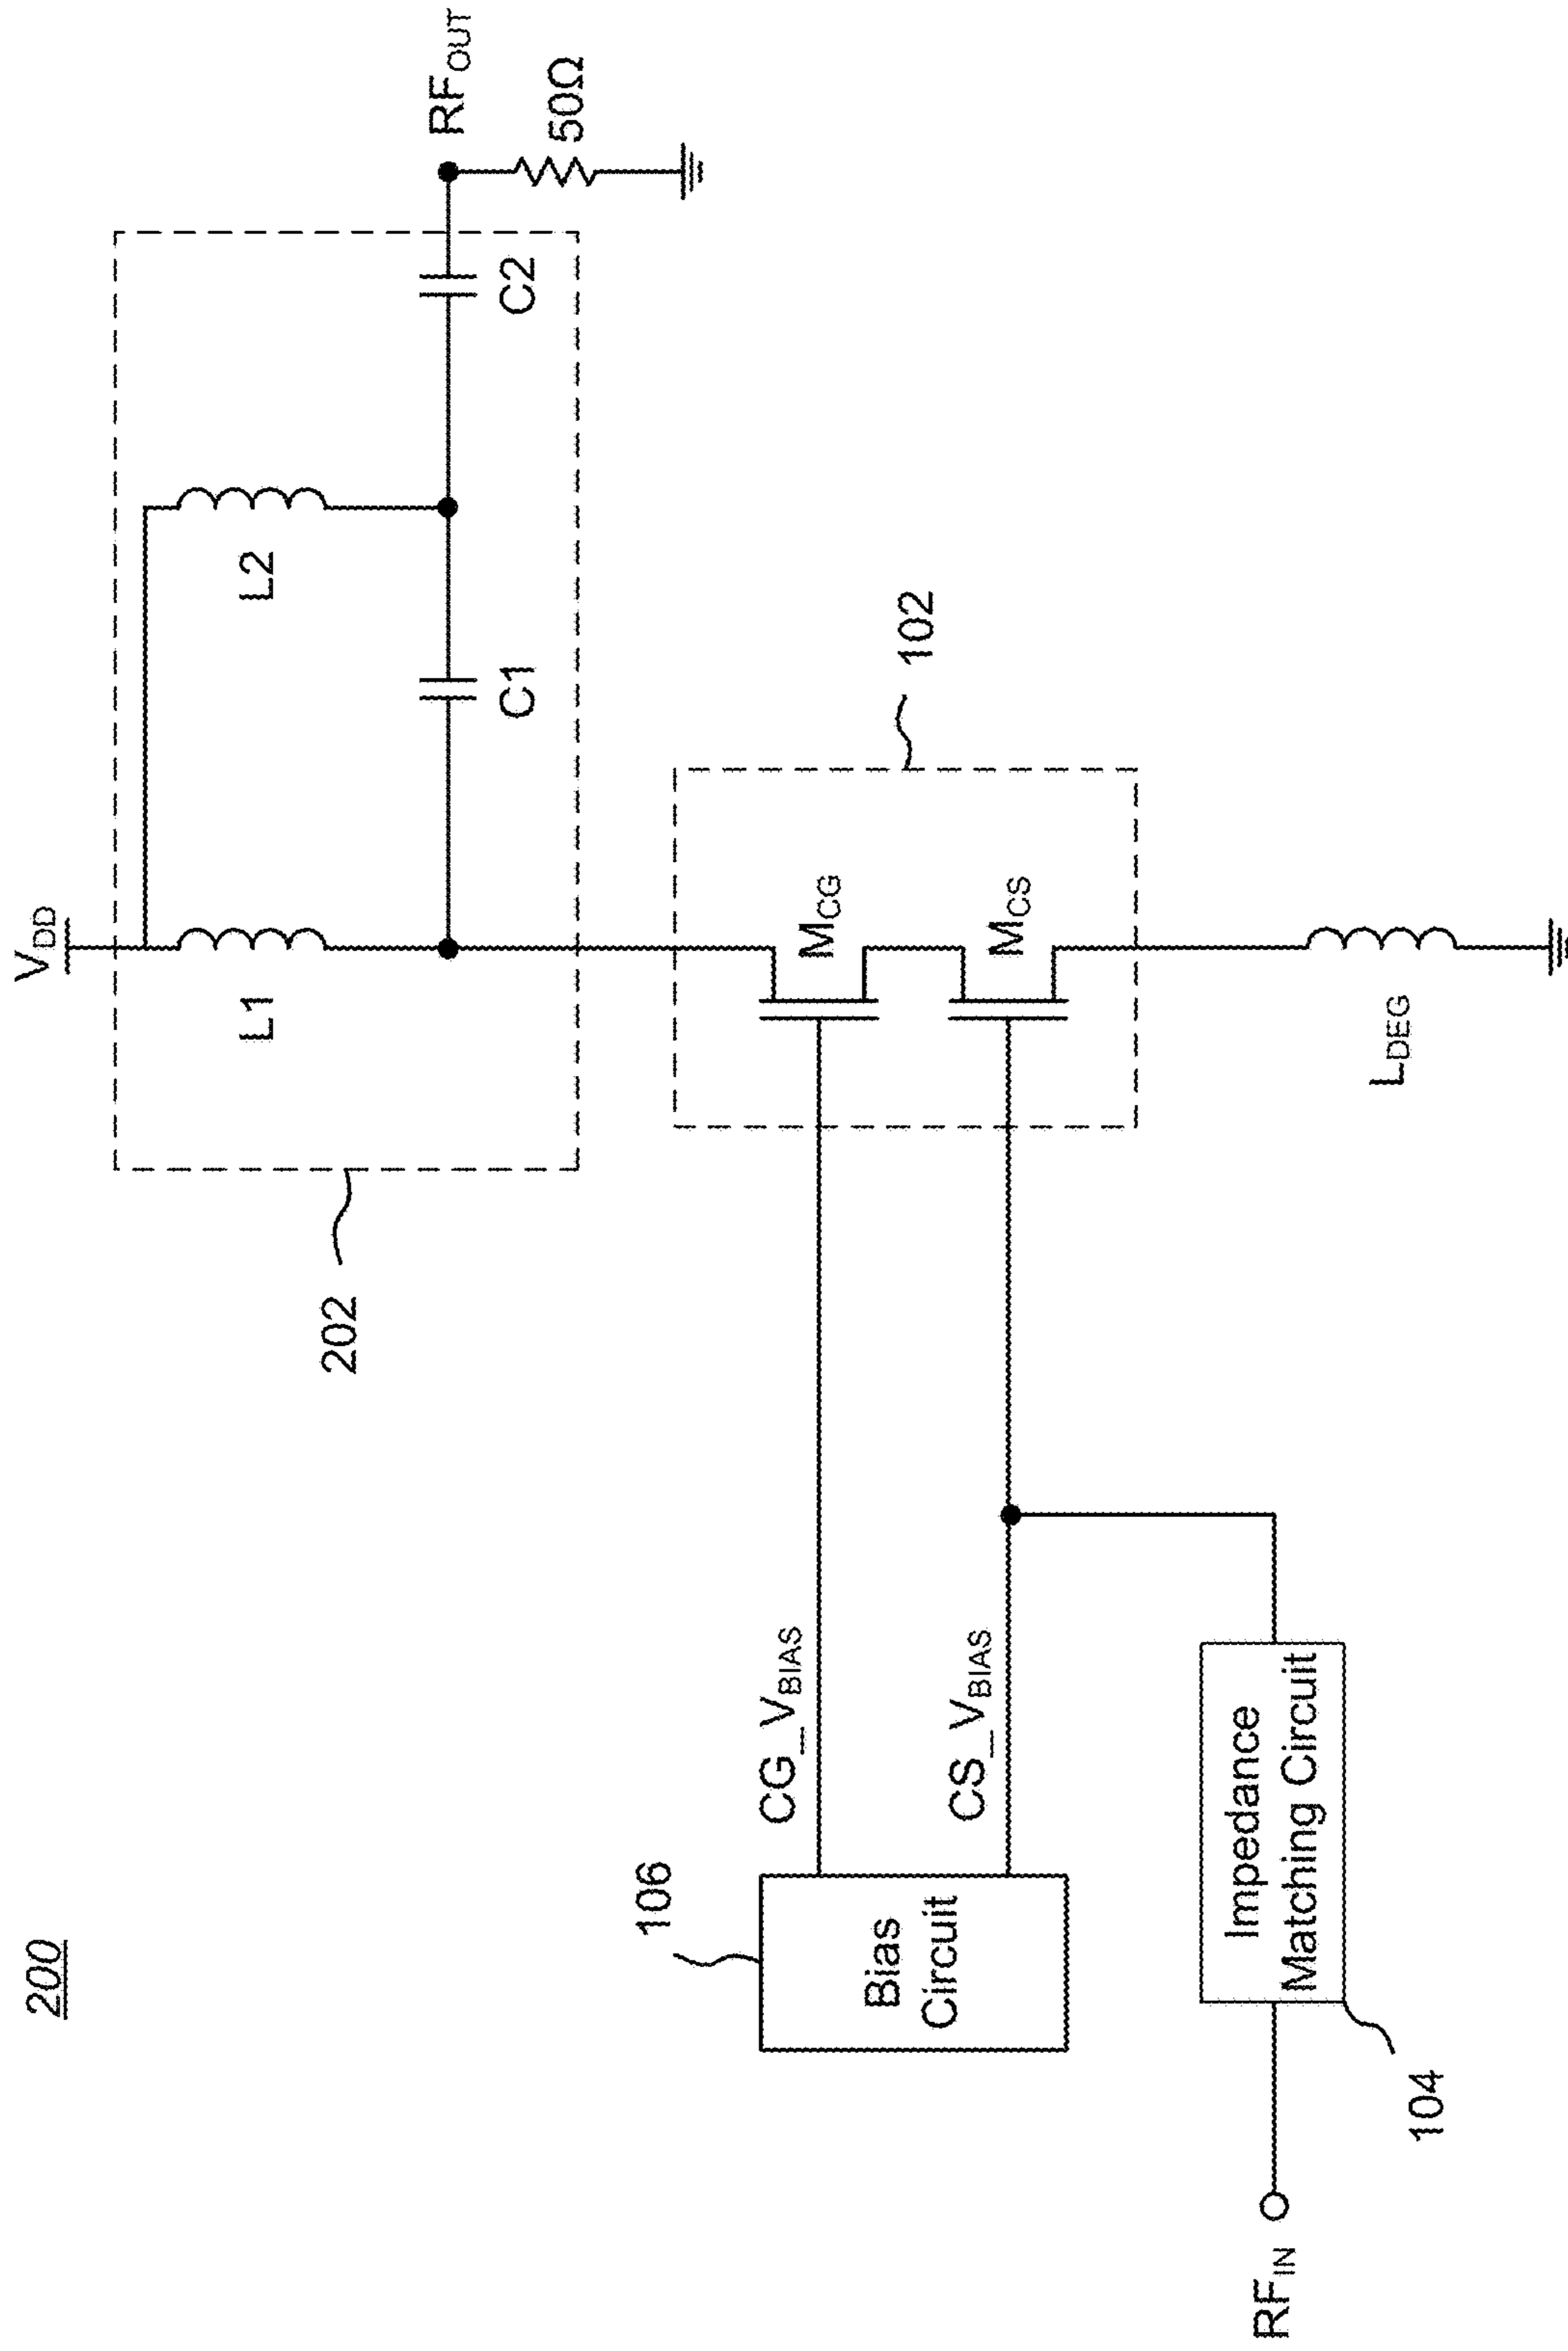 200
V_DD
L1
L2
C1
C2
RF_OUT
50Ω
202
102
M_CG
M_CS
106
Bias
Circuit
CG_V_BIAS
CS_V_BIAS
L_DEG
Impedance
Matching Circuit
104
RF_IN